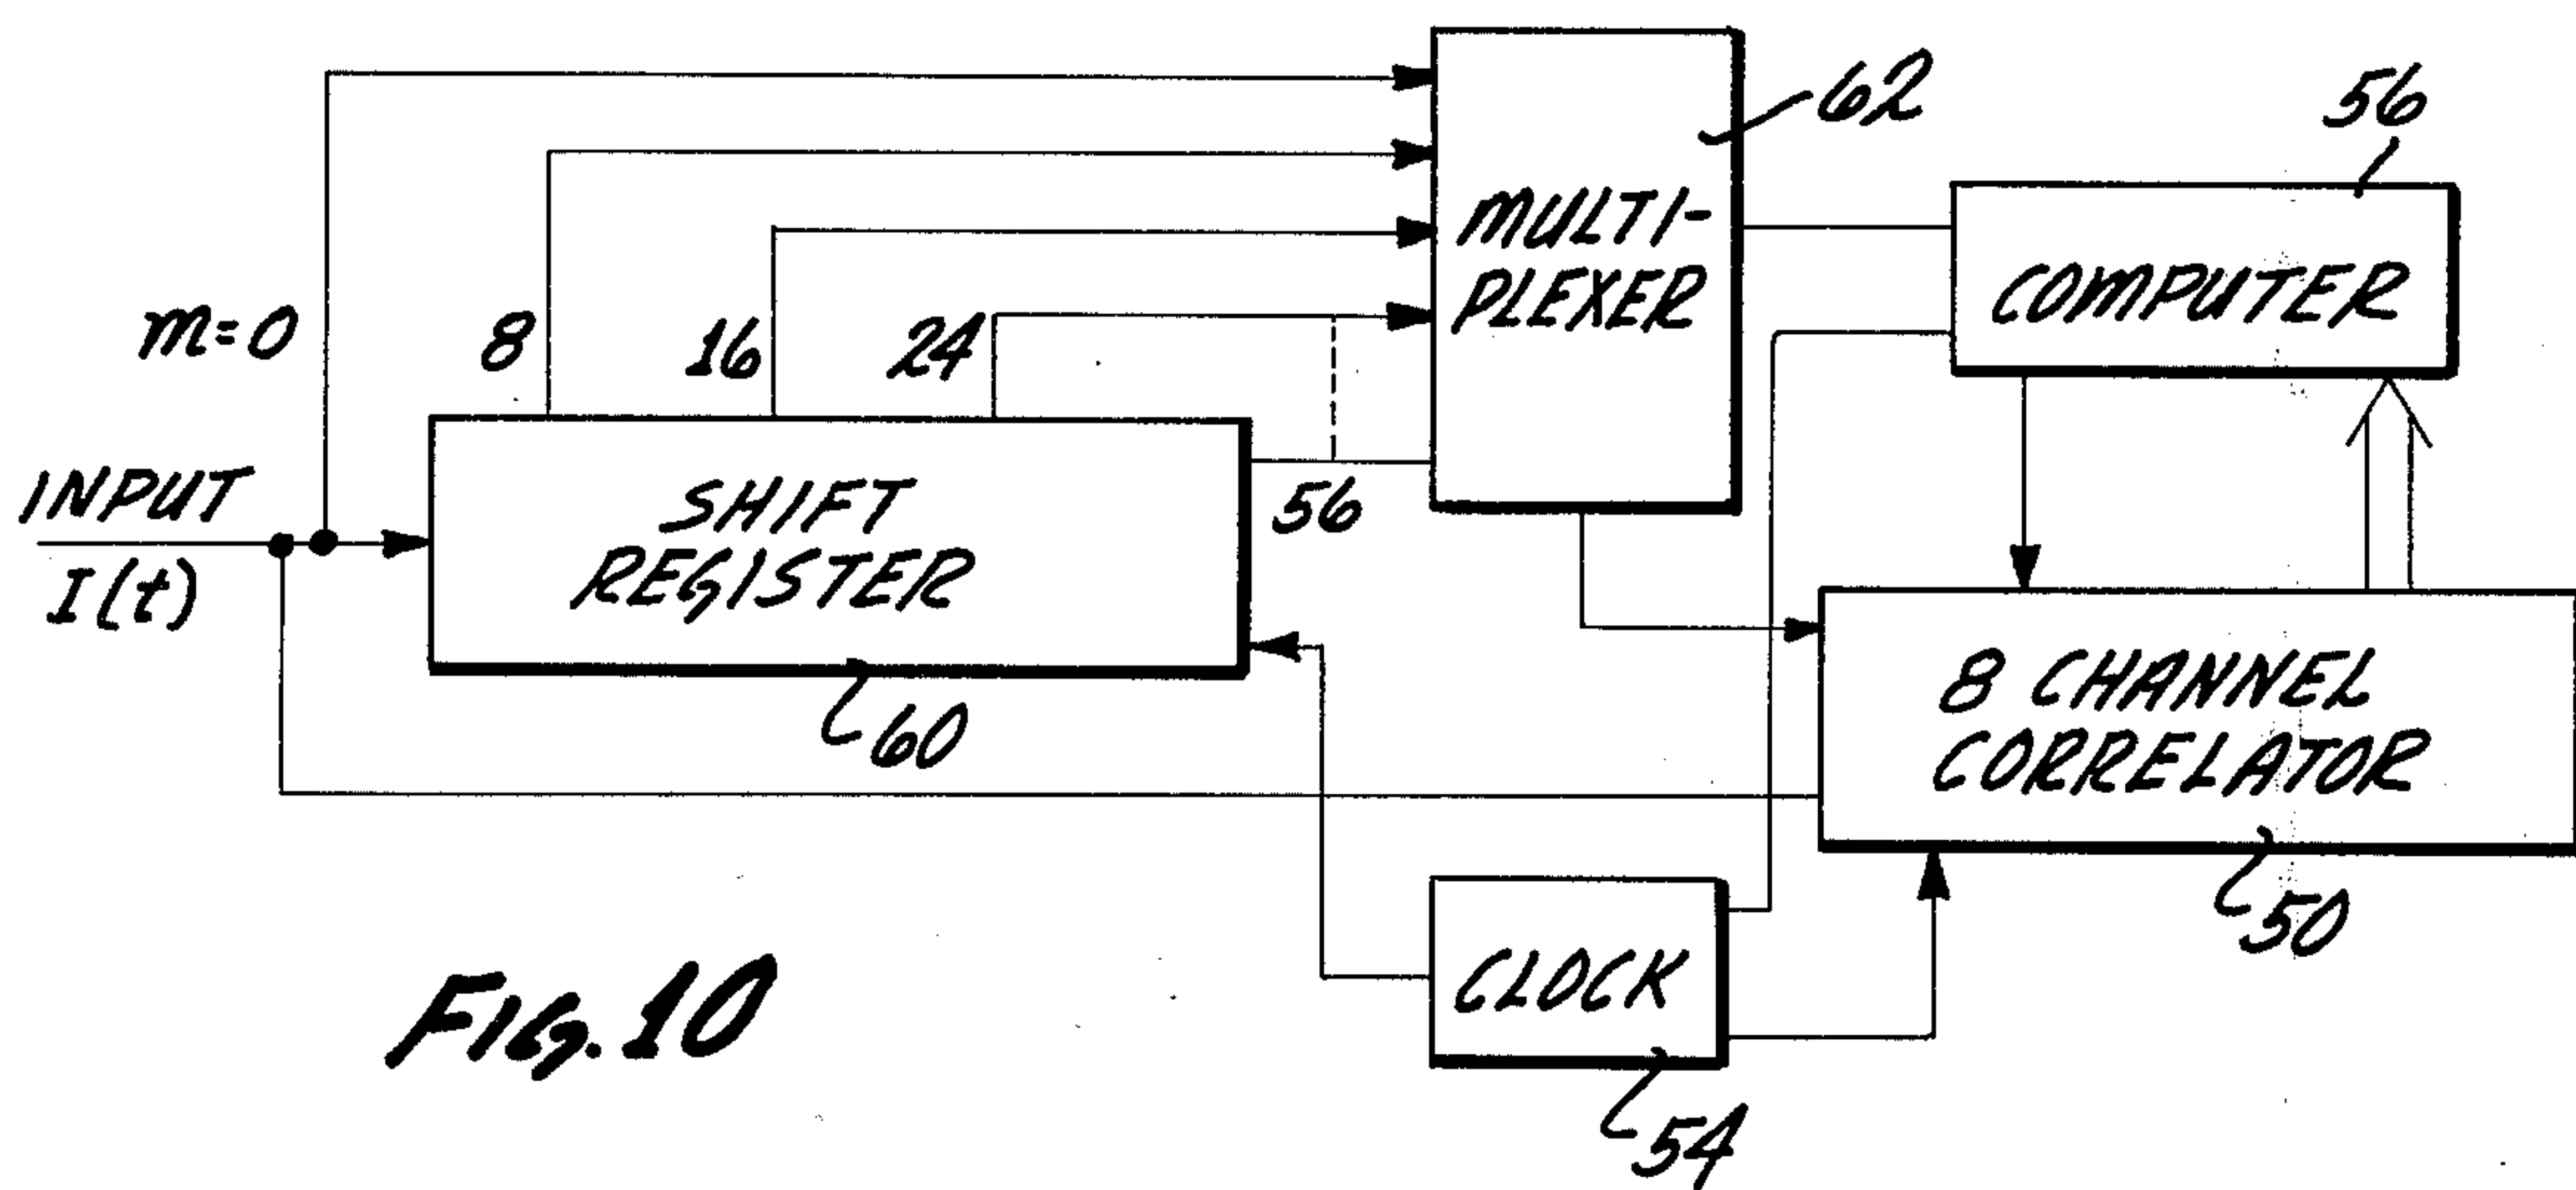 62
56
MULTI-
PLEXER
COMPUTER
m=0
8
16
24
INPUT
I(t)
SHIFT
REGISTER
56
60
8 CHANNEL
CORRELATOR
50
CLOCK
54
FIG. 10